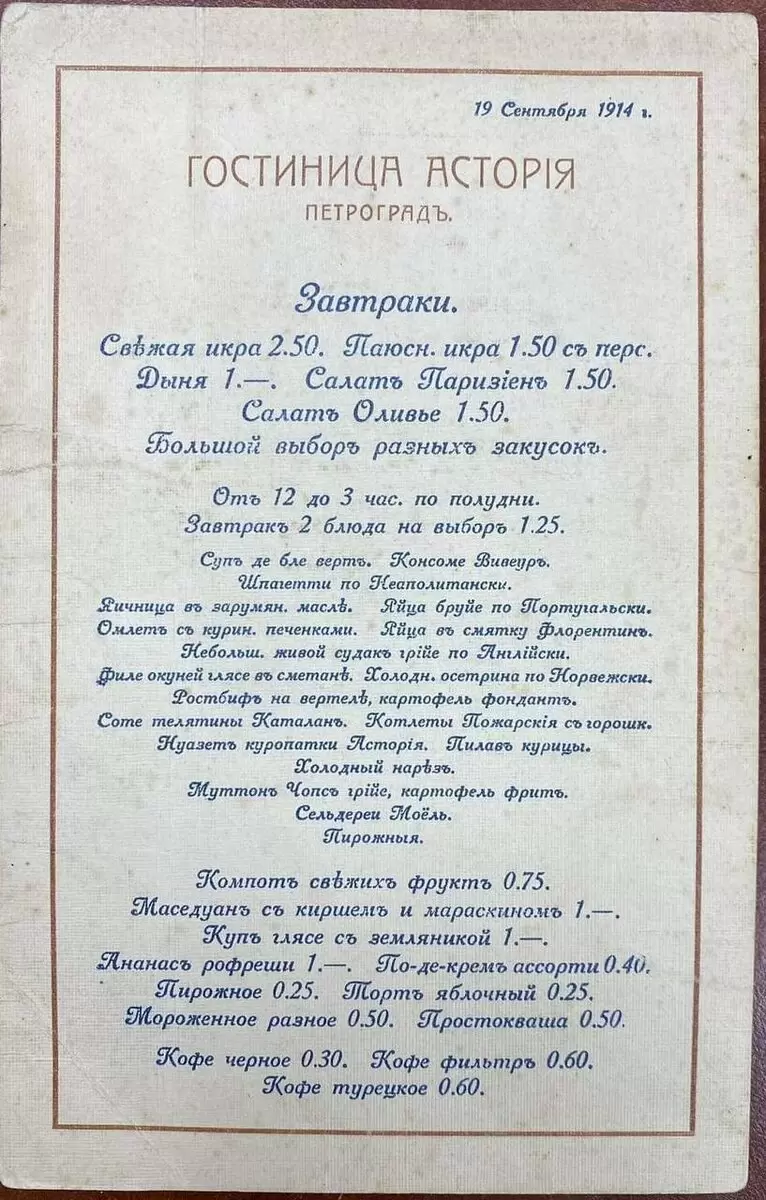 19 Сентября 1914 г.
ГОСТИНИЦА АСТОРІЯ
ПЕТРОГРАДЪ.
Завтраки.
Свѣжая икра 2.50. Паюсн. икра 1.50 съ перс.
Дыня 1.—. Салатъ Паризіенъ 1.50.
Салатъ Оливье 1.50.
Большой выборъ разныхъ закусокъ.
Отъ 12 до 3 час. по полудни.
Завтракъ 2 блюда на выборъ 1.25.
Супъ де бле вертъ. Консоме Вивеуръ.
Шпагетти по Неаполитански.
Яичница въ зарумян. маслѣ. Яйца бруйе по Португальски.
Омлетъ съ курин. печенками. Яйца въ смятку Флорентинъ.
Небольш. живой судакъ грійе по Англійски.
Филе окуней глясе въ сметанѣ. Холодн. осетрина по Норвежски.
Ростбифъ на вертелѣ, картофель фондантъ.
Соте телятины Каталан. Котлеты Пожарскія съ горошк.
Нуазетъ куропатки Асторія. Пилавъ курицы.
Холодный нарѣзъ.
Муттонъ Чопсъ грійе, картофель фритъ.
Сельдереи Моёль.
Пирожныя.
Компотъ свѣжихъ фруктъ 0.75.
Маседуанъ съ киршемъ и мараскиномъ 1.—.
Купъ глясе съ земляникой 1.—.
Ананасъ рофреши 1.—. По-де-кремъ ассорти 0.40.
Пирожное 0.25. Тортъ яблочный 0.25.
Мороженное разное 0.50. Простокваша 0.50.
Кофе черное 0.30. Кофе фильтръ 0.60.
Кофе турецкое 0.60.